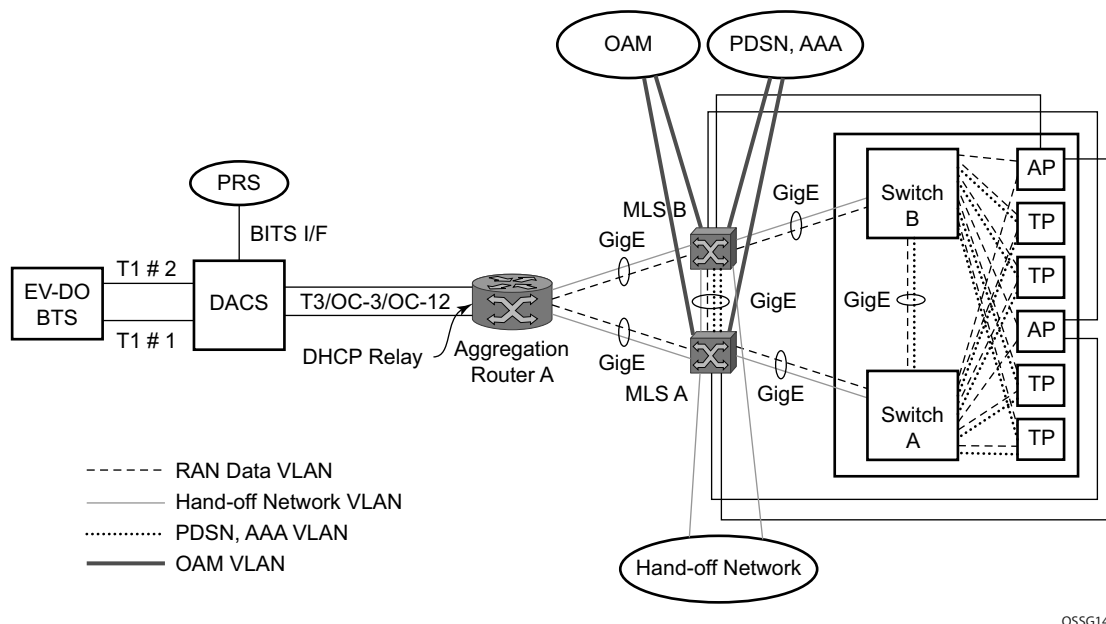 OAM
PDSN, AAA
PRS
BITS I/F
EV-DO
BTS
T1 # 2
T1 # 1
DACS
T3/OC-3/OC-12
DHCP Relay
Aggregation
Router A
GigE
GigE
MLS B
MLS A
GigE
GigE
GigE
Switch
B
GigE
Switch
A
AP
TP
TP
AP
TP
TP
RAN Data VLAN
Hand-off Network VLAN
PDSN, AAA VLAN
OAM VLAN
Hand-off Network